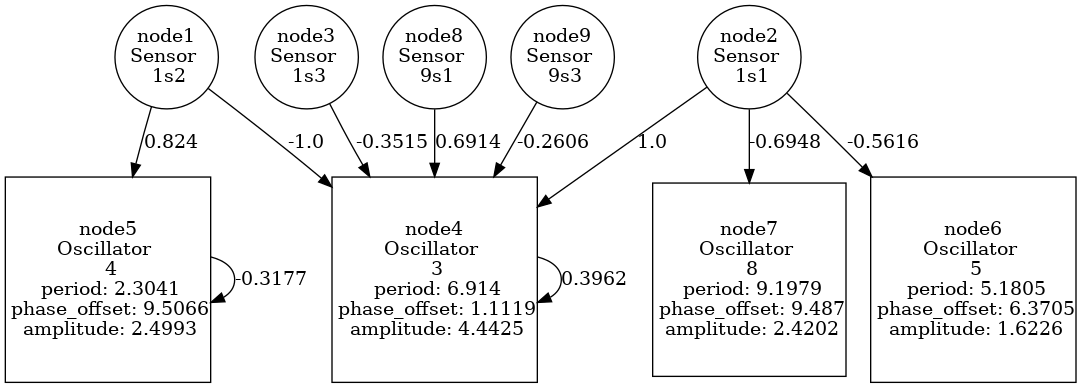 node1
Sensor
1s2
node3
Sensor
1s3
node8
Sensor
9s1
node9
Sensor
9s3
node2
Sensor
1s1
0.824
-1.0
-0.3515
0.6914
-0.2606
1.0
-0.6948
-0.5616
node5
Oscillator
4
period: 2.3041
phase_offset: 9.5066
amplitude: 2.4993
-0.3177
node4
Oscillator
3
period: 6.914
phase_offset: 1.1119
amplitude: 4.4425
0.3962
node7
Oscillator
8
period: 9.1979
phase_offset: 9.487
amplitude: 2.4202
node6
Oscillator
5
period: 5.1805
phase_offset: 6.3705
amplitude: 1.6226